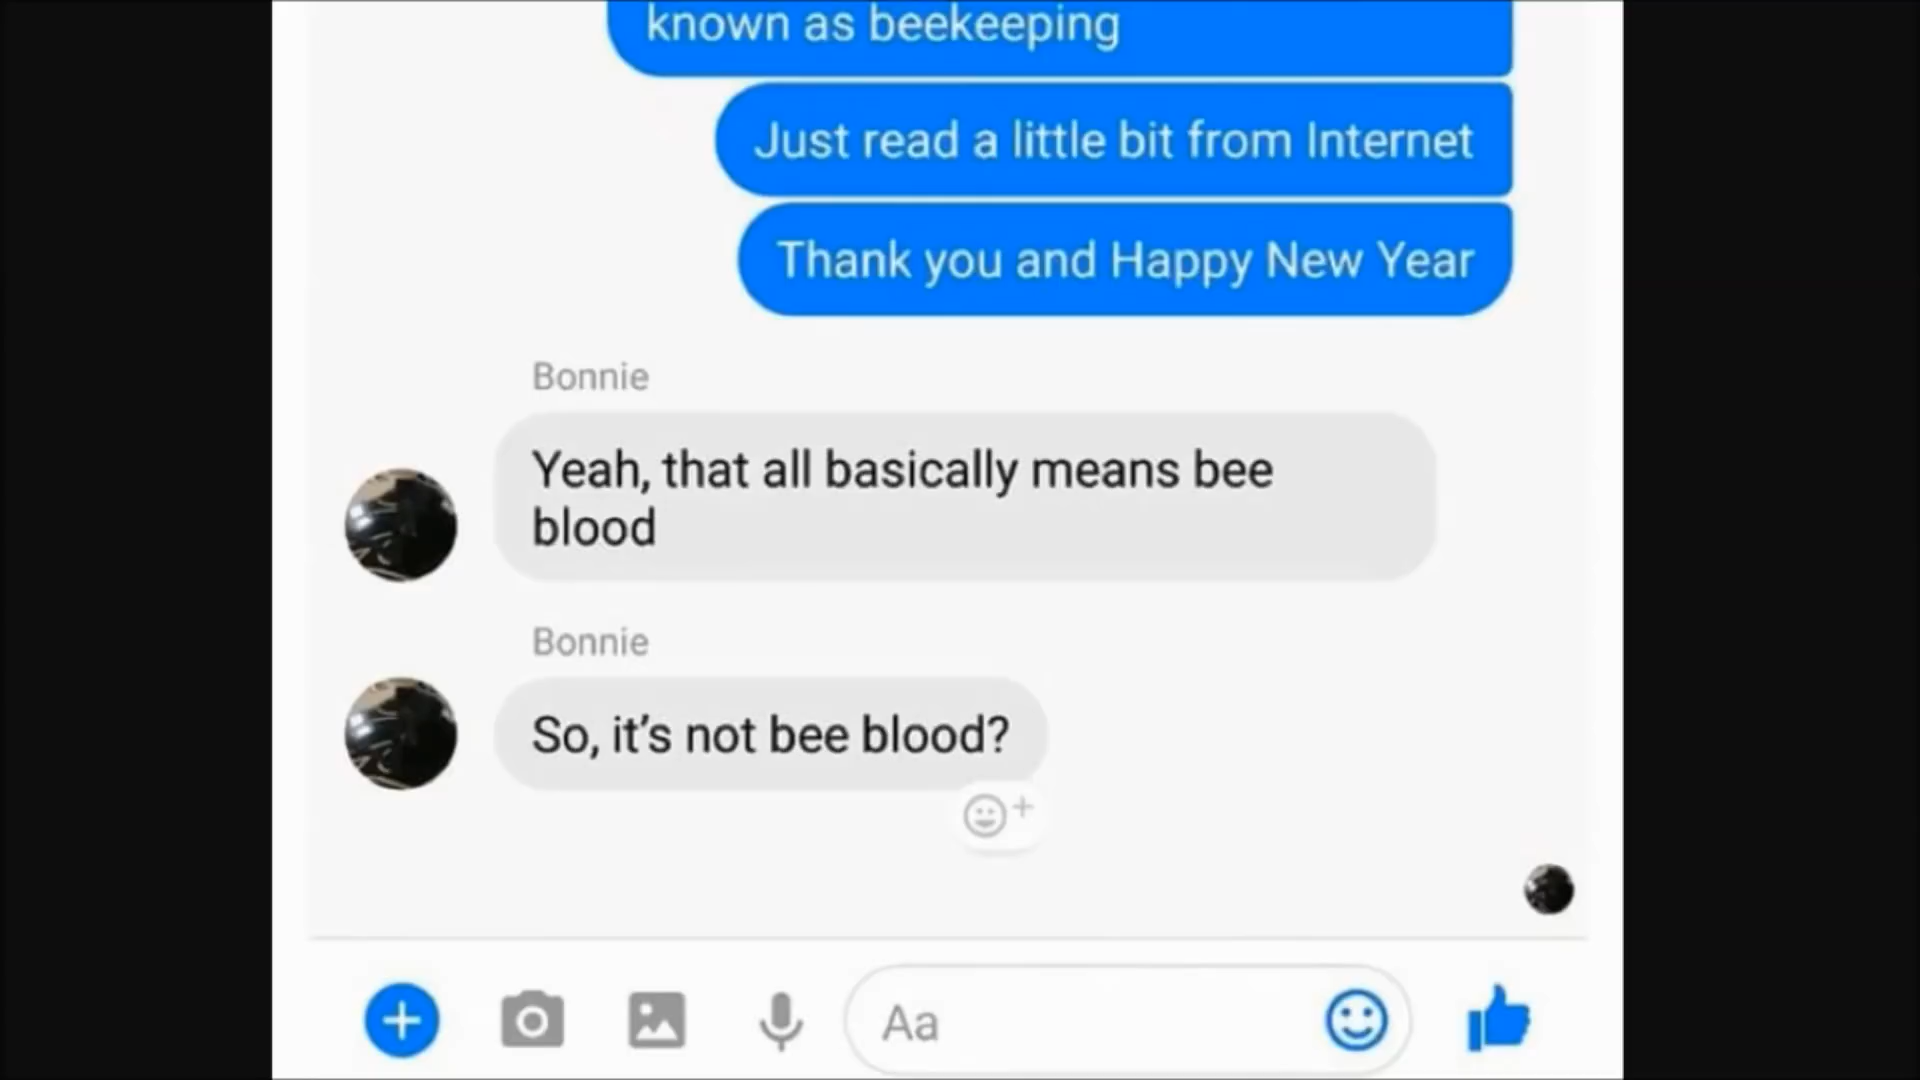 known as beekeeping
Just read a little bit from Internet
Thank you and Happy New Year
Bonnie
Yeah, that all basically means bee
blood
Bonnie
So, it's not bee blood?
Aa